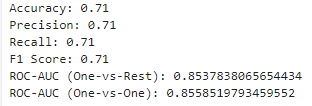 Accuracy: 0.71
Precision: 0.71
Recall: 0.71
F1 Score: 0.71
ROC-AUC (One-vs-Rest): 0.8537838065654434
ROC-AUC (One-vs-One): 0.8558519793459552